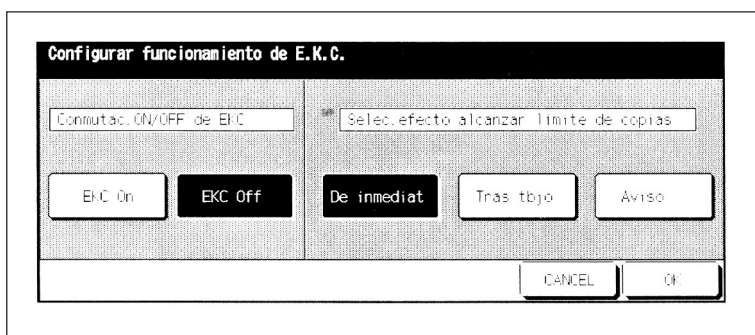 Configurar funcionamiento de E.K.C.
Conmutac.ON/OFF de EKC
Selec.efecto alcanzar limite de copias
EKC On
EKC Off
De inmediat
Tras tbjo
Aviso
CANCEL
OK